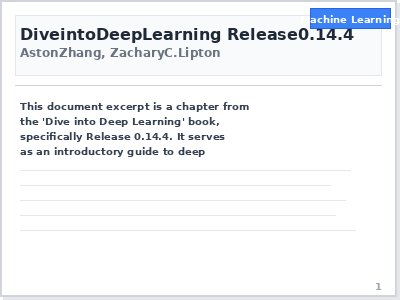 Machine Learning
DiveintoDeepLearning Release0.14.4
AstonZhang, ZacharyC.Lipton
This document excerpt is a chapter from
the 'Dive into Deep Learning' book,
specifically Release 0.14.4. It serves
as an introductory guide to deep
1